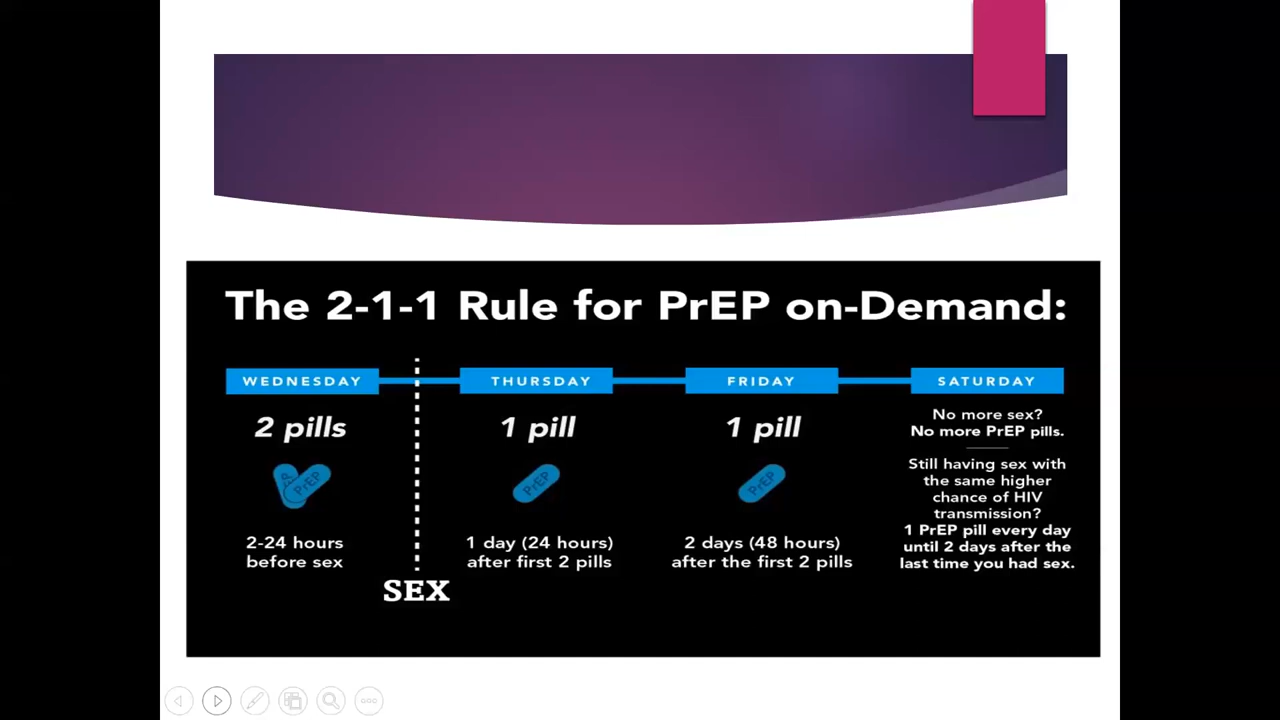 The 2-1-1 Rule for PrEP on-Demand:
WEDNESDAY
THURSDAY
FRIDAY
SATURDAY
2 pills
1 pill
1 pill
No more sex?
No more PrEP pills.
PrEP
PrEP
PrEP
Still having sex with
the same higher
chance of HIV
transmission?
1 PrEP pill every day
until 2 days after the
last time you had sex.
2-24 hours
before sex
1 day (24 hours)
after first 2 pills
2 days (48 hours)
after the first 2 pills
SEX